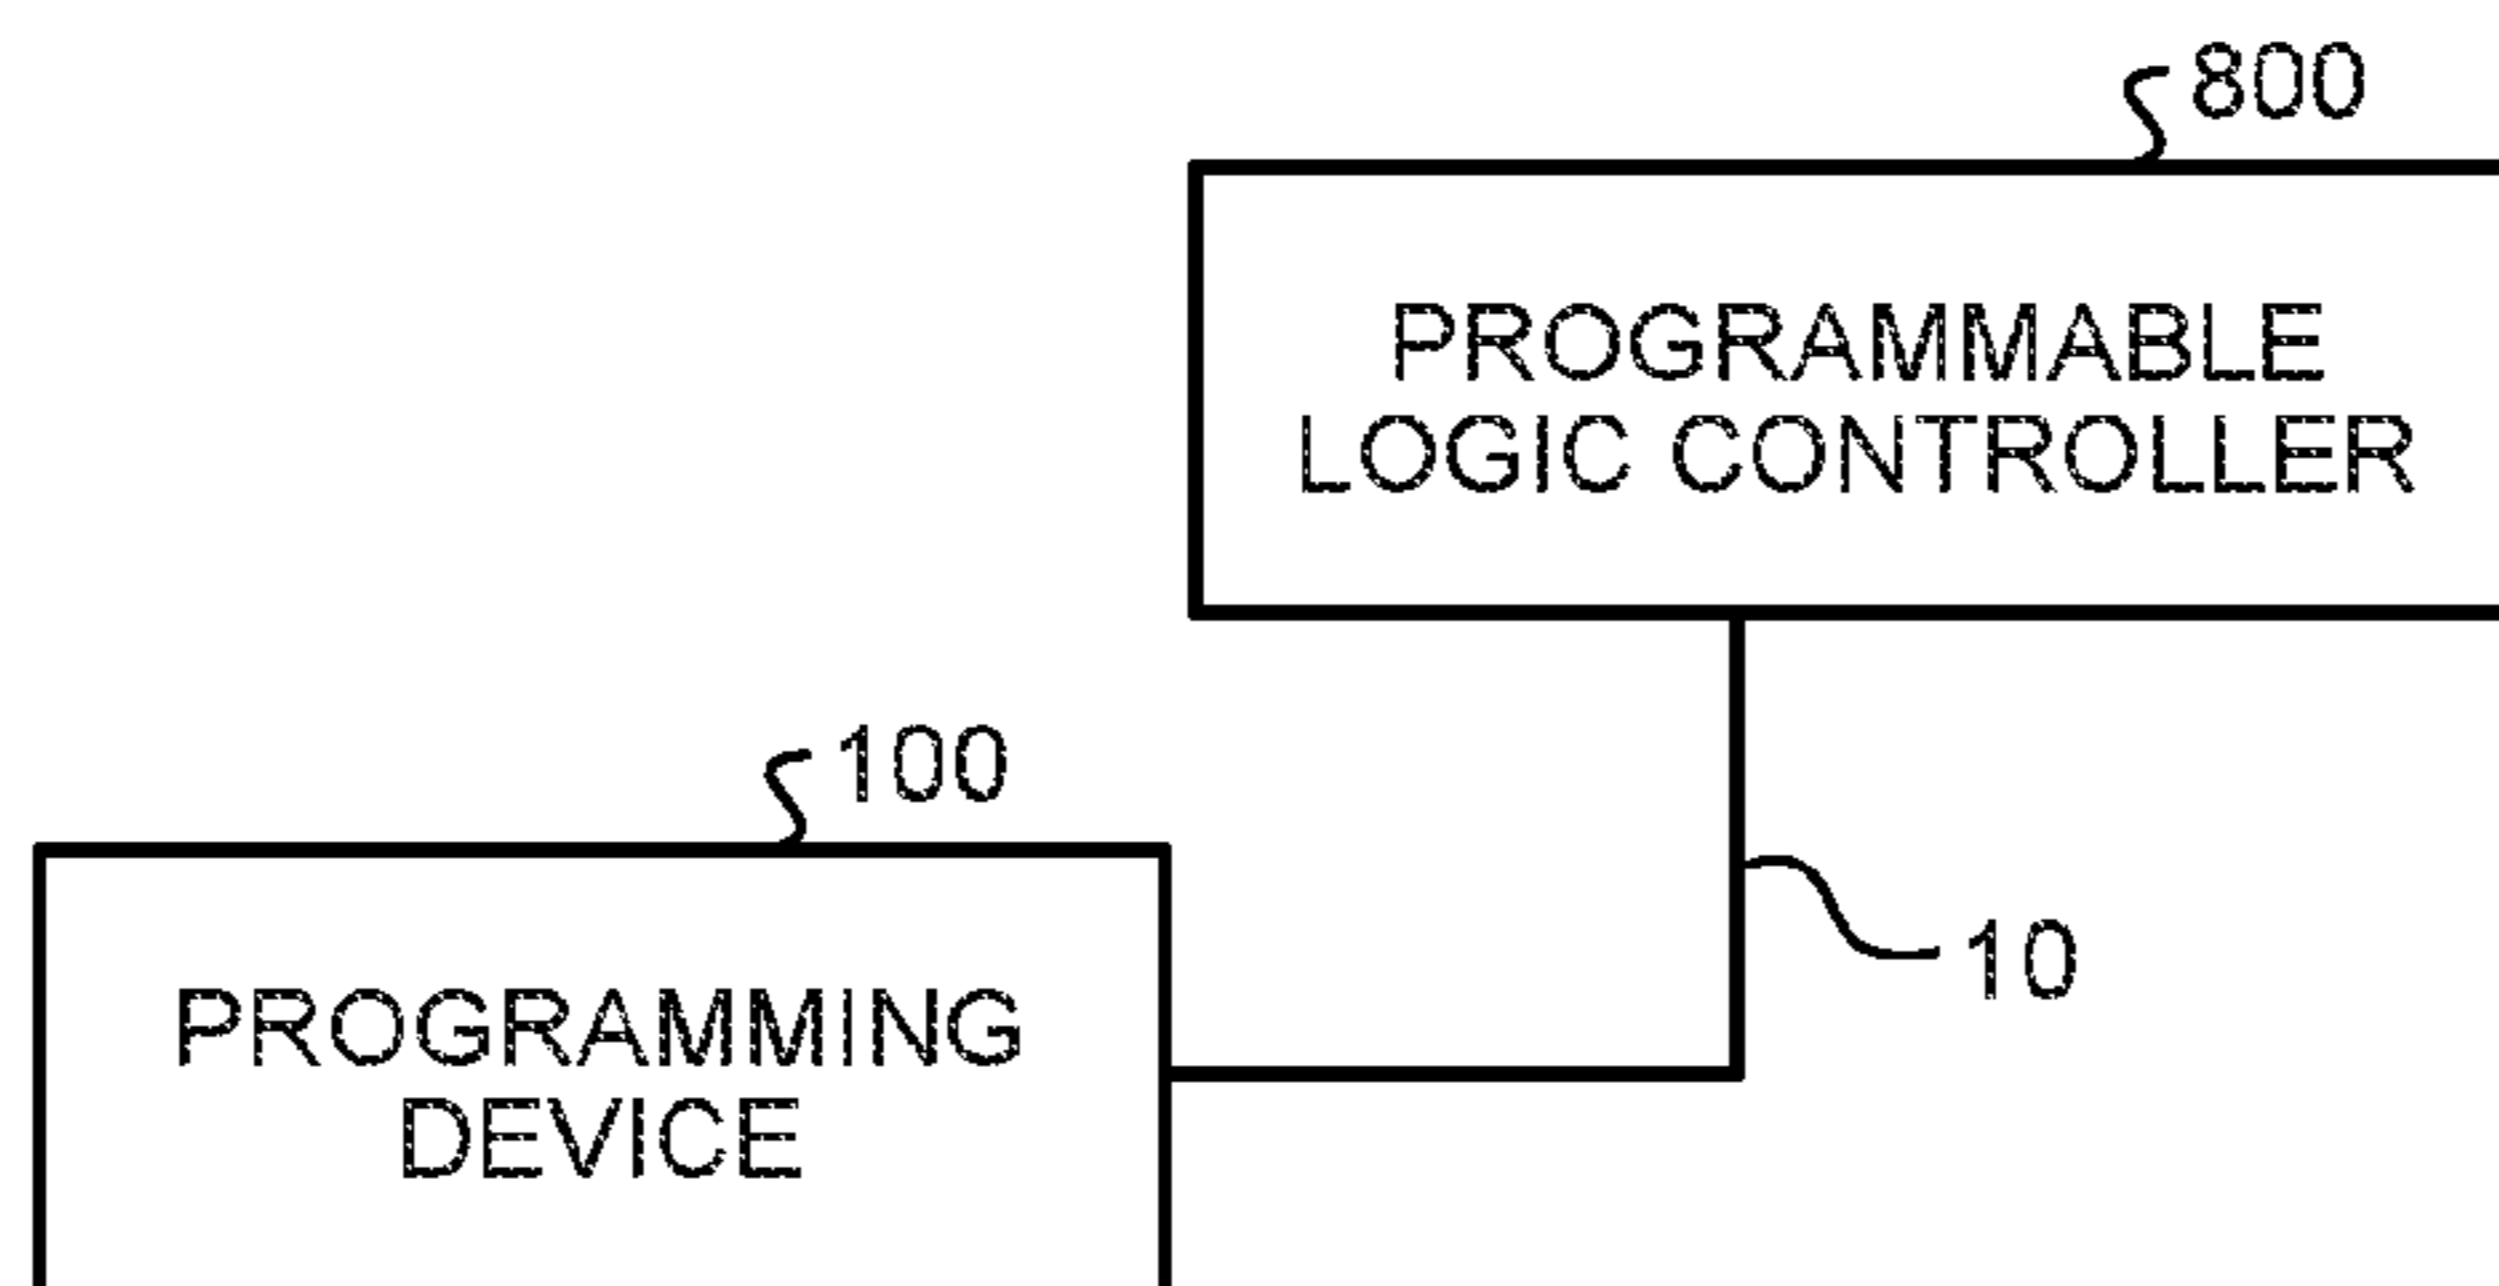 800
PROGRAMMABLE
LOGIC CONTROLLER
100
10
PROGRAMMING
DEVICE